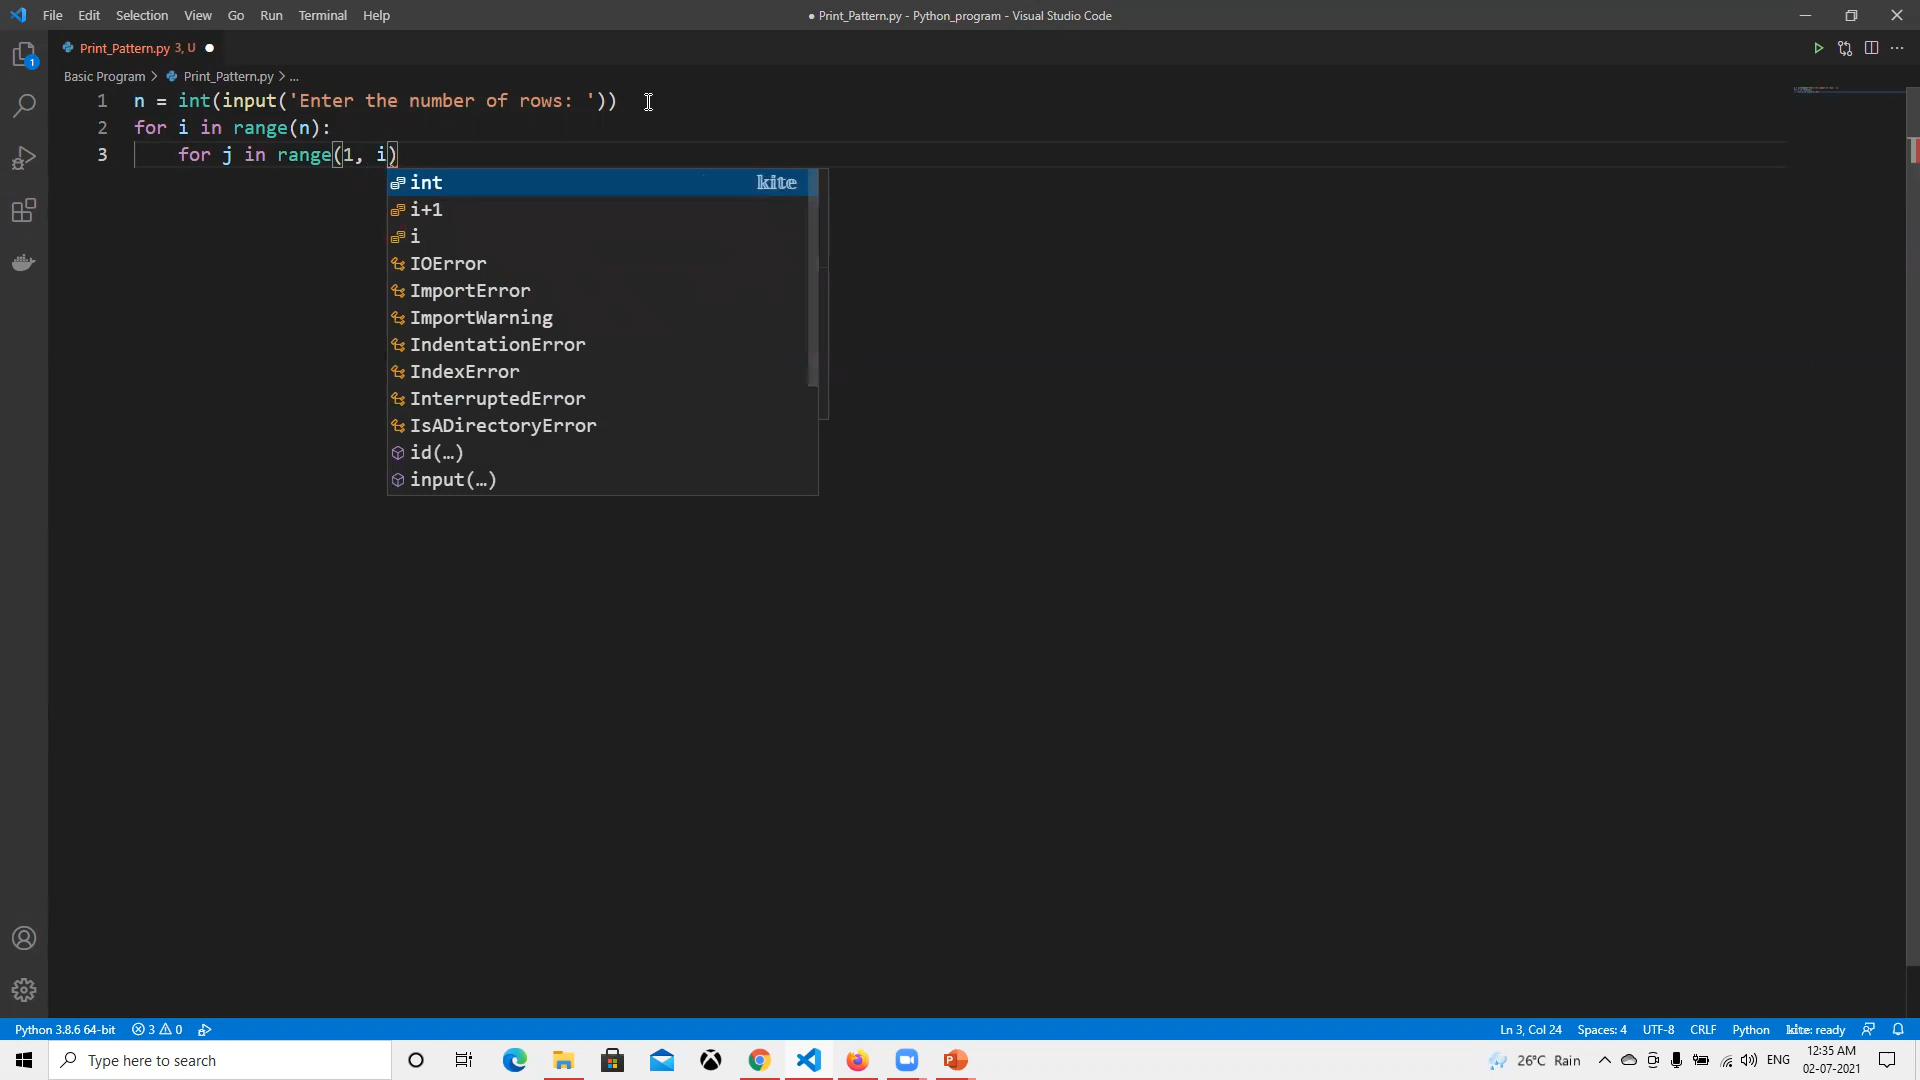 File Edit Selection View Go Run Terminal Help
● Print_Pattern.py - Python_program - Visual Studio Code
1
Print_Pattern.py 3, U ●
Basic Program > Print_Pattern.py > ...
1 n = int(input('Enter the number of rows: '))
2 for i in range(n):
3 for j in range(1, i)
int kite
i+1
i
IOError
ImportError
ImportWarning
IndentationError
IndexError
InterruptedError
IsADirectoryError
id(…)
input(…)
Python 3.8.6 64-bit 3 0 Ln 3, Col 24 Spaces: 4 UTF-8 CRLF Python kite: ready
Type here to search 26°C Rain ENG 12:35 AM
02-07-2021